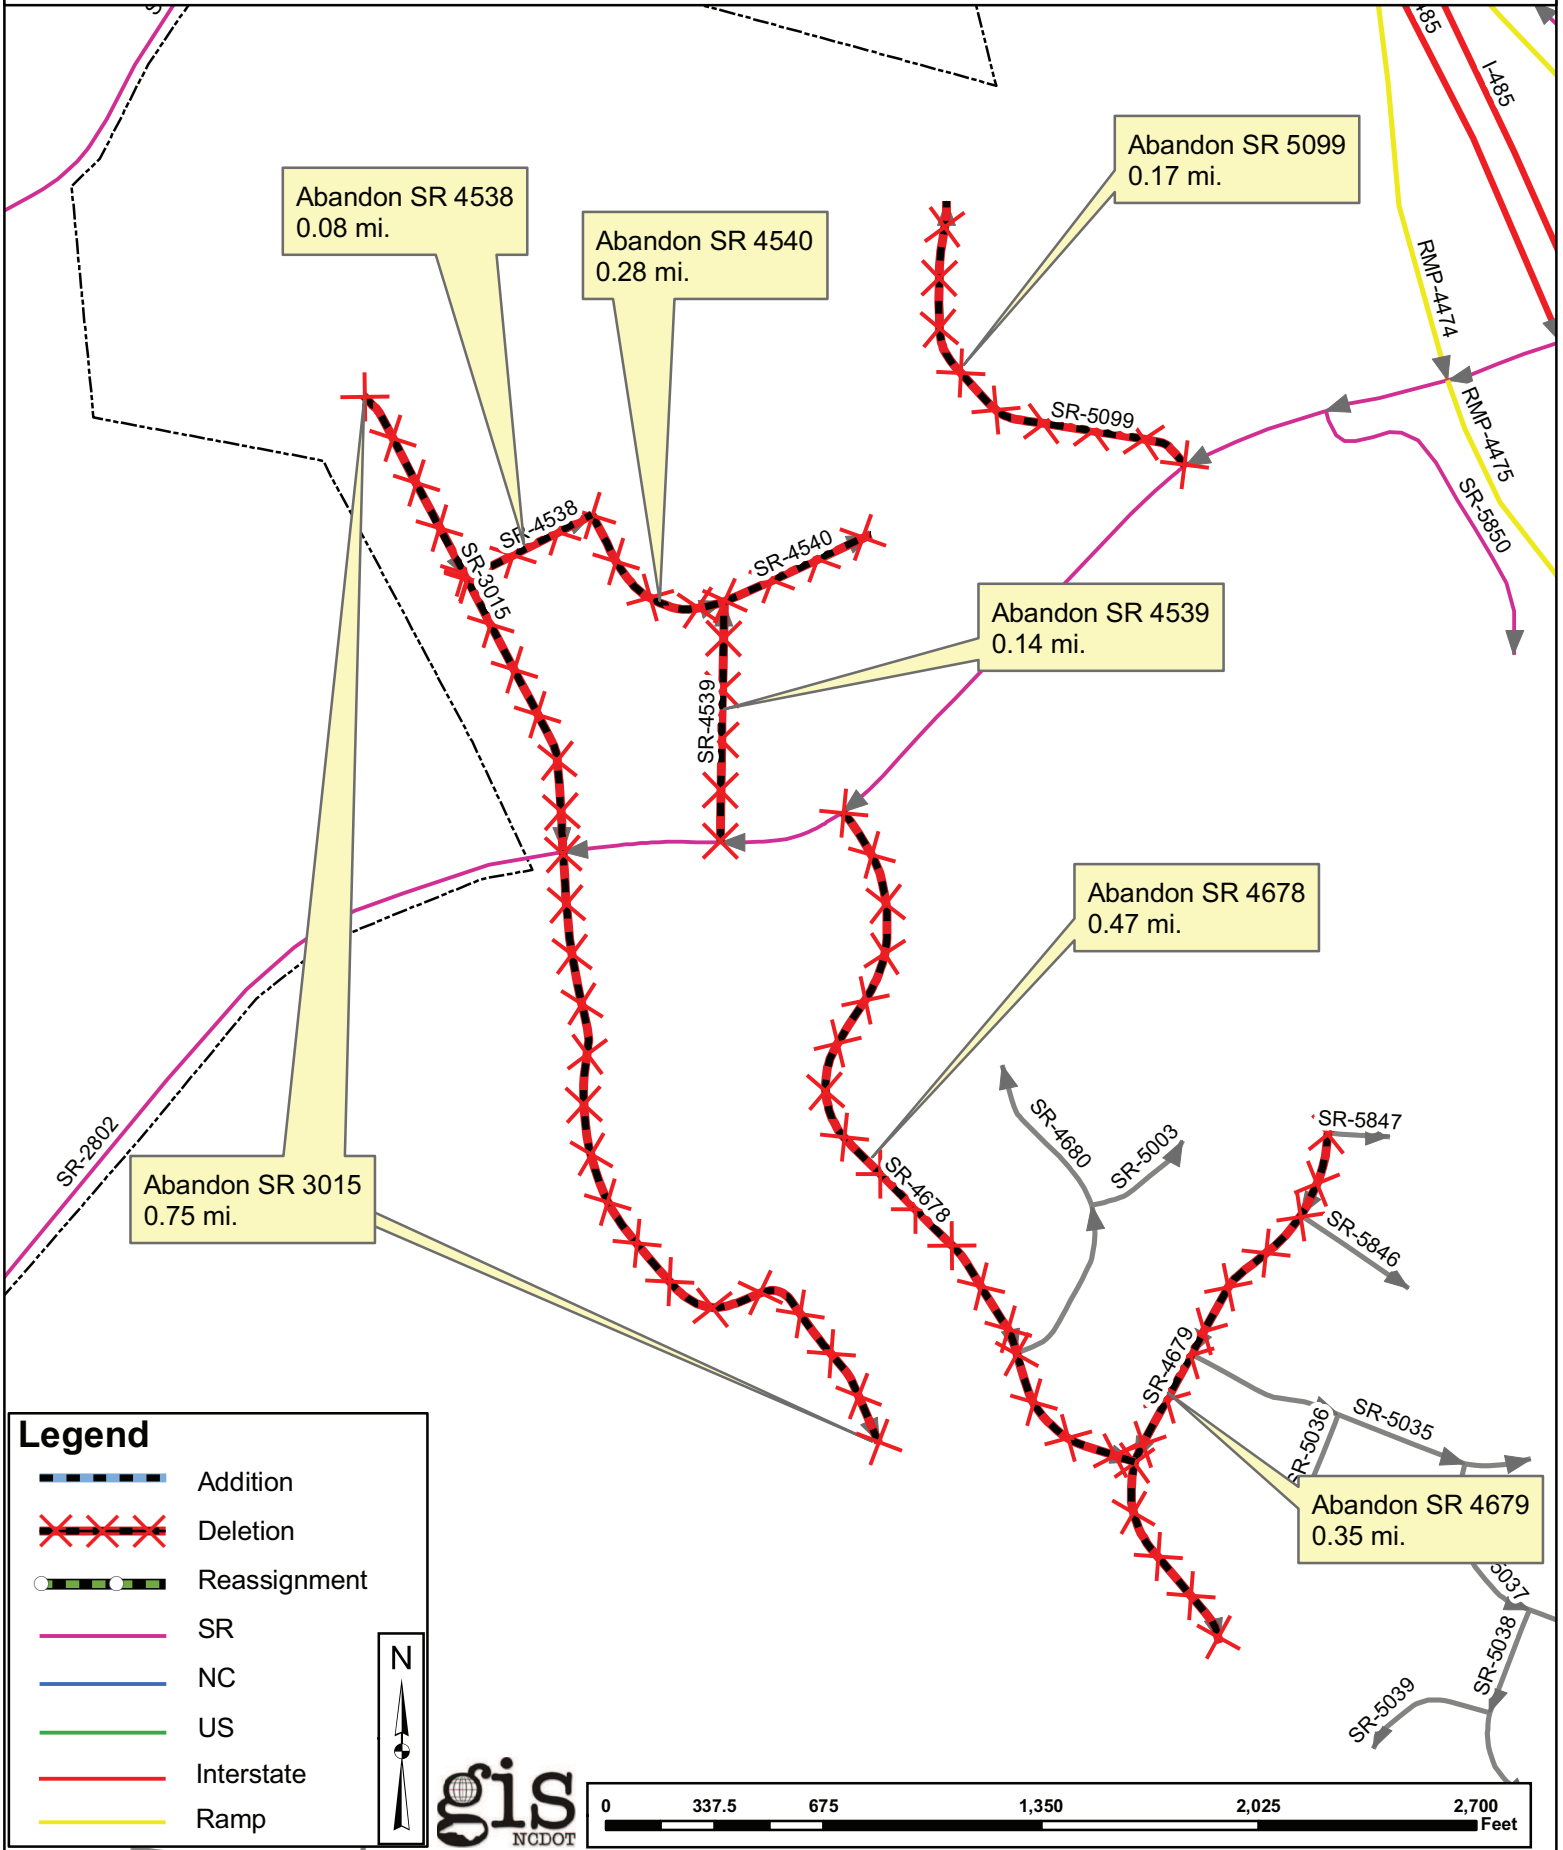 485
I-485
Abandon SR 5099
0.17 mi.
Abandon SR 4538
0.08 mi.
Abandon SR 4540
0.28 mi.
RMP-4474
RMP-4475
SR-5099
SR-5850
SR-4538
SR-4540
SR-3015
Abandon SR 4539
0.14 mi.
SR-4539
Abandon SR 4678
0.47 mi.
SR-2802
SR-4680
SR-5003
SR-5847
Abandon SR 3015
0.75 mi.
SR-4678
SR-5846
SR-4679
SR-5035
SR-5036
Abandon SR 4679
0.35 mi.
5037
SR-5038
SR-5039
Legend
Addition
Deletion
Reassignment
SR
NC
US
Interstate
Ramp
N
gis
NCDOT
0 337.5 675 1,350 2,025 2,700
Feet